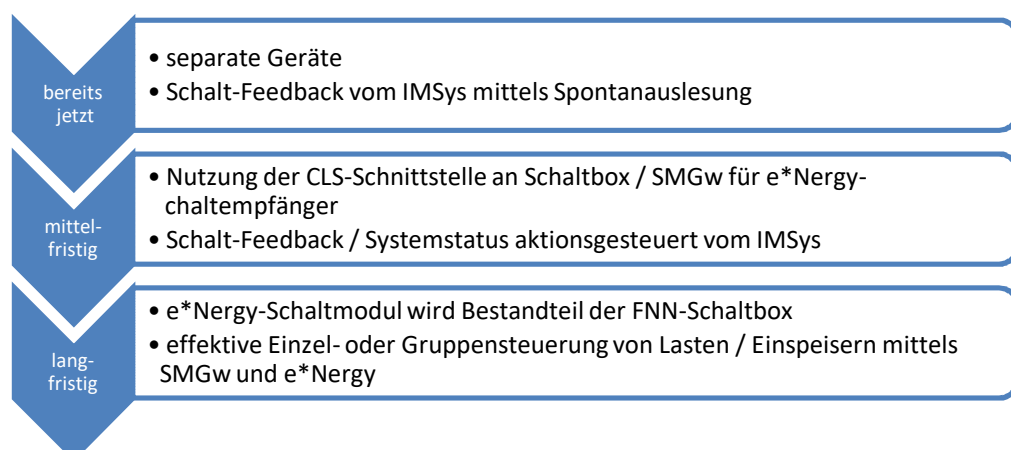 bereits
jetzt
• separate Geräte
• Schalt-Feedback vom IMSys mittels Spontanauslesung
mittel-
fristig
• Nutzung der CLS-Schnittstelle an Schaltbox / SMGw für e*Nergy-
chaltempfänger
• Schalt-Feedback / Systemstatus aktionsgesteuert vom IMSys
lang-
fristig
• e*Nergy-Schaltmodul wird Bestandteil der FNN-Schaltbox
• effektive Einzel- oder Gruppensteuerung von Lasten / Einspeisern mittels
SMGw und e*Nergy